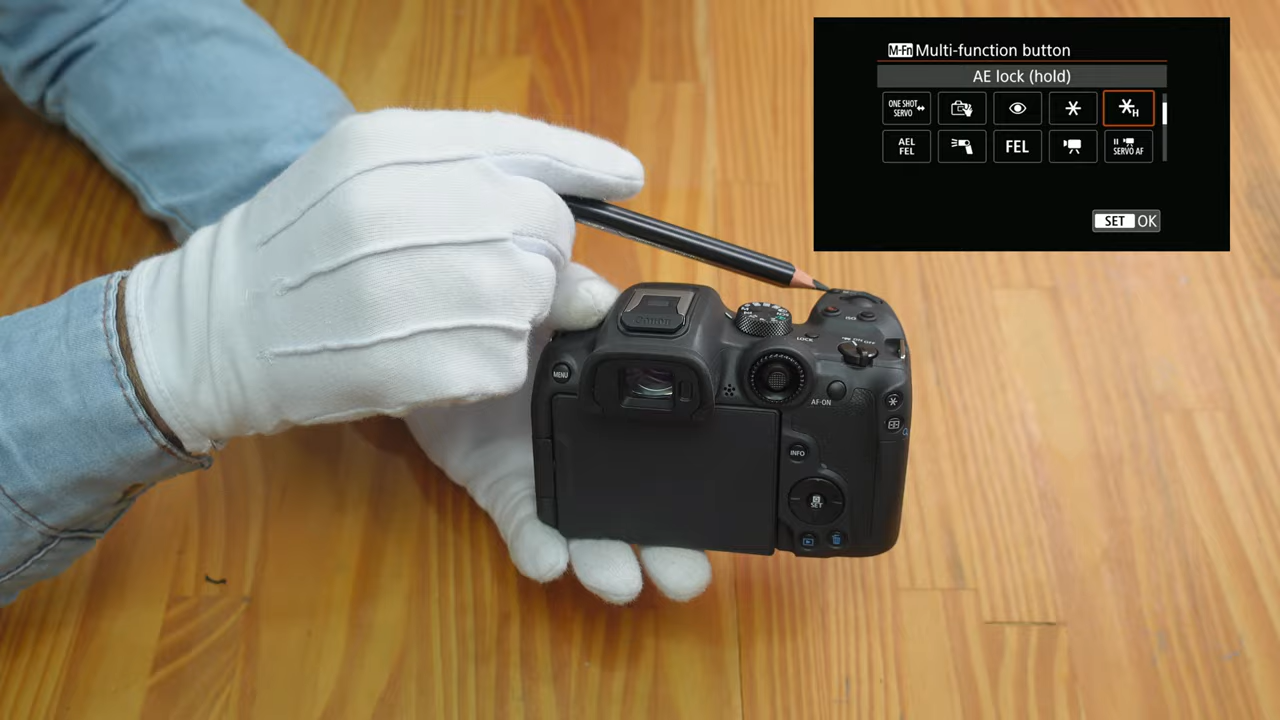 M-Fn Multi-function button
AE lock (hold)
ONE SHOT
SERVO
H
AEL
FEL
FEL
SERVO AF
SET OK
Canon
ISO
LOCK
MENU
AF-ON
INFO
SET